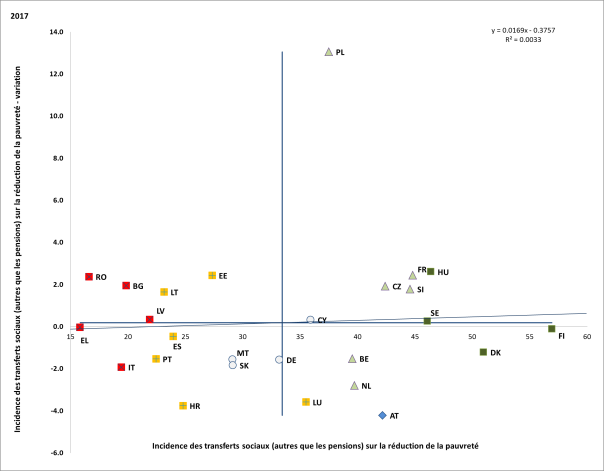 2017
y = 0.0169x - 0.3757
R² = 0.0033
Incidence des transferts sociaux (autres que les pensions) sur la réduction de la pauvreté - variation
14.0
12.0
10.0
8.0
6.0
4.0
2.0
0.0
-2.0
-4.0
-6.0
PL
RO
BG
EE
LT
LV
FR
HU
CZ
SI
SE
CY
FI
EL
15
20
25
30
35
40
45
50
55
60
ES
PT
IT
MT
SK
DE
BE
DK
NL
HR
LU
AT
Incidence des transferts sociaux (autres que les pensions) sur la réduction de la pauvreté